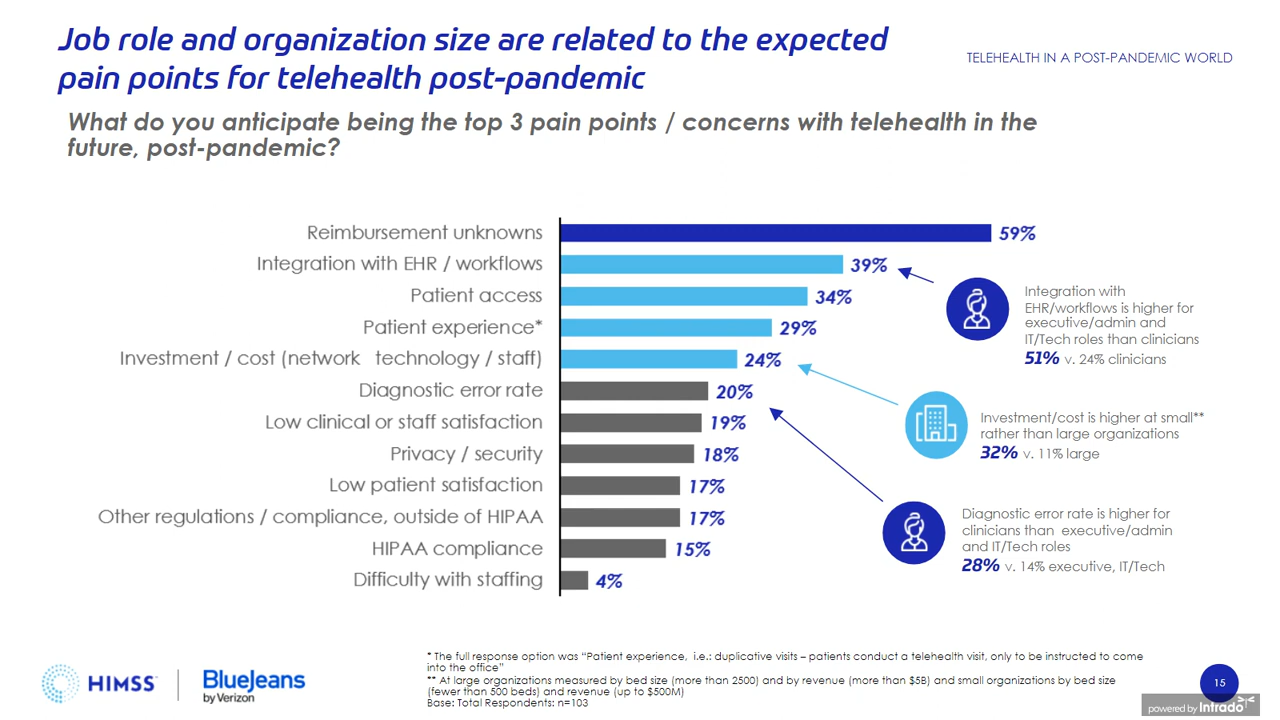 Job role and organization size are related to the expected
pain points for telehealth post-pandemic
TELEHEALTH IN A POST-PANDEMIC WORLD
What do you anticipate being the top 3 pain points / concerns with telehealth in the
future, post-pandemic?
Reimbursement unknowns 59%
Integration with EHR / workflows 39%
Patient access 34%
Patient experience* 29%
Investment / cost (network technology / staff) 24%
Diagnostic error rate 20%
Low clinical or staff satisfaction 19%
Privacy / security 18%
Low patient satisfaction 17%
Other regulations / compliance, outside of HIPAA 17%
HIPAA compliance 15%
Difficulty with staffing 4%
Integration with
EHR/workflows is higher for
executive/admin and
IT/Tech roles than clinicians
51% v. 24% clinicians
Investment/cost is higher at small**
rather than large organizations
32% v. 11% large
Diagnostic error rate is higher for
clinicians than executive/admin
and IT/Tech roles
28% v. 14% executive, IT/Tech
HIMSS
BlueJeans
by Verizon
* The full response option was “Patient experience, i.e.: duplicative visits – patients conduct a telehealth visit, only to be instructed to come
into the office”
** At large organizations measured by bed size (more than 2500) and by revenue (more than $5B) and small organizations by bed size
(fewer than 500 beds) and revenue (up to $500M)
Base: Total Respondents: n=103
15
powered by Intrado